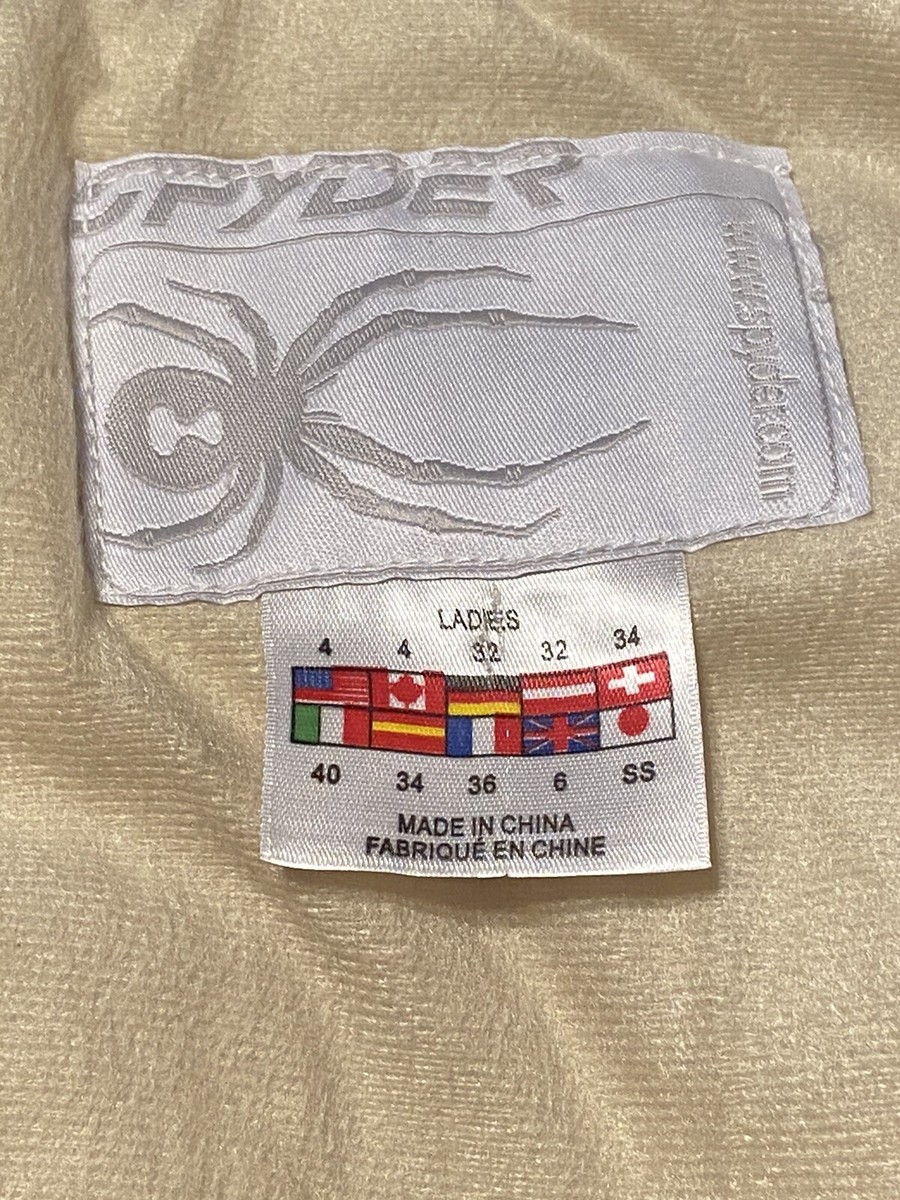 SPYDER
www.spyder.com
LADIES
4 4 32 32 34
40 34 36 6 SS
MADE IN CHINA
FABRIQUÉ EN CHINE